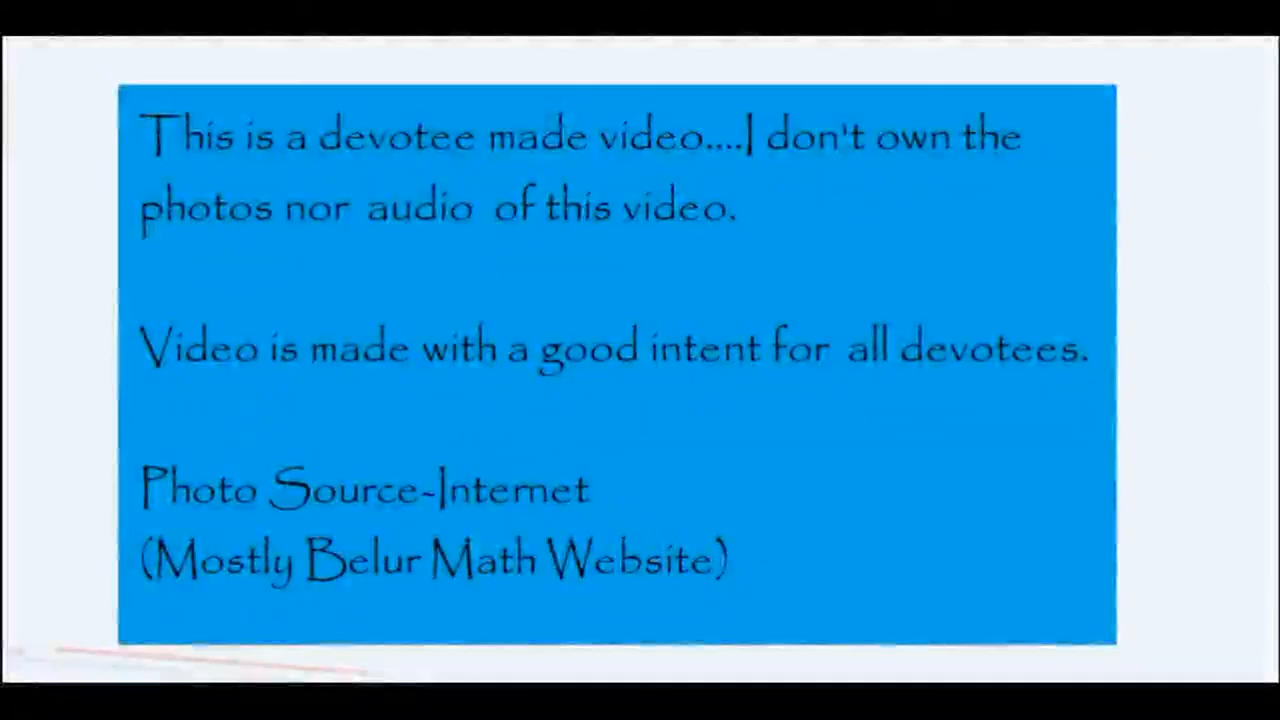 This is a devotee made video....I don't own the
photos nor audio of this video.
Video is made with a good intent for all devotees.
Photo Source-Internet
(Mostly Belur Math Website)